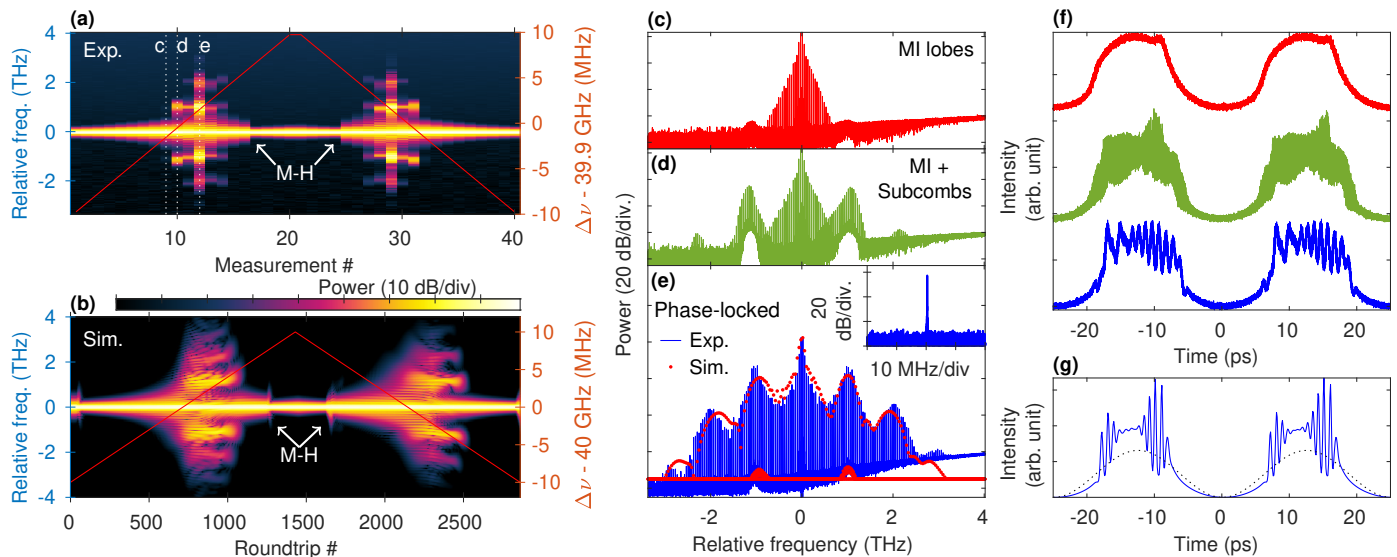 (a)
Exp.
c
d
e
M-H
4
2
0
-2
Relative freq. (THz)
10
5
0
-5
-10
Δν - 39.9 GHz (MHz)
10
20
30
40
Measurement #
(b)
Power (10 dB/div)
Sim.
M-H
4
2
0
-2
-4
Relative freq. (THz)
10
5
0
-5
-10
Δν - 40 GHz (MHz)
0
500
1000
1500
2000
2500
Roundtrip #
(c)
MI lobes
(d)
MI +
Subcombs
(e)
Phase-locked
Exp.
Sim.
20
dB/div.
10 MHz/div
Power (20 dB/div.)
-2
0
2
4
Relative frequency (THz)
(f)
Intensity
(arb. unit)
-20
-10
0
10
20
Time (ps)
(g)
Intensity
(arb. unit)
-20
-10
0
10
20
Time (ps)